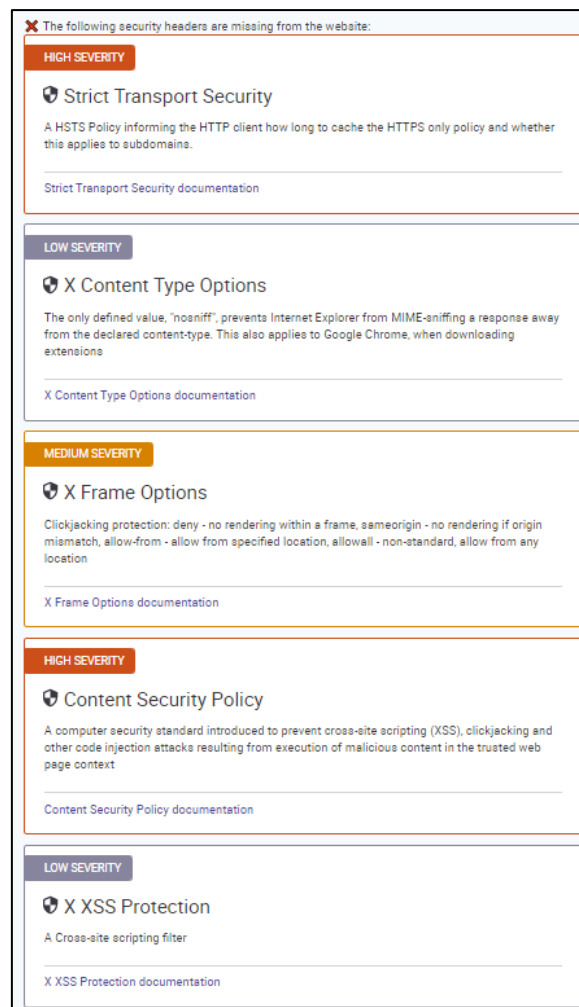 The following security headers are missing from the website:
HIGH SEVERITY
Strict Transport Security
A HSTS Policy informing the HTTP client how long to cache the HTTPS only policy and whether
this applies to subdomains.
Strict Transport Security documentation
LOW SEVERITY
X Content Type Options
The only defined value, "nosniff", prevents Internet Explorer from MIME-sniffing a response away
from the declared content-type. This also applies to Google Chrome, when downloading
extensions
X Content Type Options documentation
MEDIUM SEVERITY
X Frame Options
Clickjacking protection: deny - no rendering within a frame, sameorigin - no rendering if origin
mismatch, allow-from - allow from specified location, allowall - non-standard, allow from any
location
X Frame Options documentation
HIGH SEVERITY
Content Security Policy
A computer security standard introduced to prevent cross-site scripting (XSS), clickjacking and
other code injection attacks resulting from execution of malicious content in the trusted web
page context
Content Security Policy documentation
LOW SEVERITY
X XSS Protection
A Cross-site scripting filter
X XSS Protection documentation